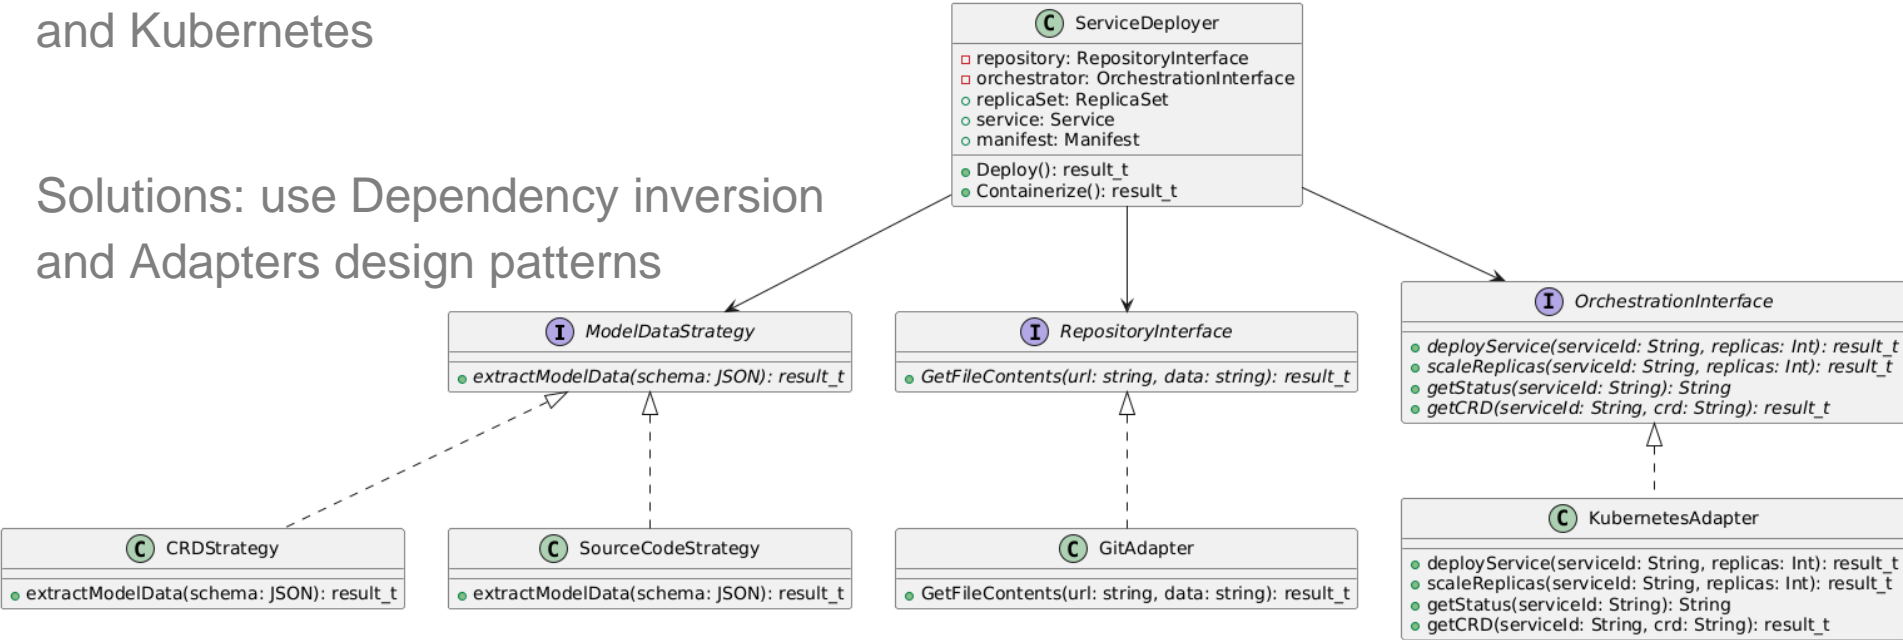 and Kubernetes
Solutions: use Dependency inversion
and Adapters design patterns
C ServiceDeployer
repository: RepositoryInterface
orchestrator: OrchestrationInterface
replicaSet: ReplicaSet
service: Service
manifest: Manifest
Deploy(): result_t
Containerize(): result_t
I ModelDataStrategy
extractModelData(schema: JSON): result_t
I RepositoryInterface
GetFileContents(url: string, data: string): result_t
I OrchestrationInterface
deployService(serviceId: String, replicas: Int): result_t
scaleReplicas(serviceId: String, replicas: Int): result_t
getStatus(serviceId: String): String
getCRD(serviceId: String, crd: String): result_t
C CRDStrategy
extractModelData(schema: JSON): result_t
C SourceCodeStrategy
extractModelData(schema: JSON): result_t
C GitAdapter
GetFileContents(url: string, data: string): result_t
C KubernetesAdapter
deployService(serviceId: String, replicas: Int): result_t
scaleReplicas(serviceId: String, replicas: Int): result_t
getStatus(serviceId: String): String
getCRD(serviceId: String, crd: String): result_t